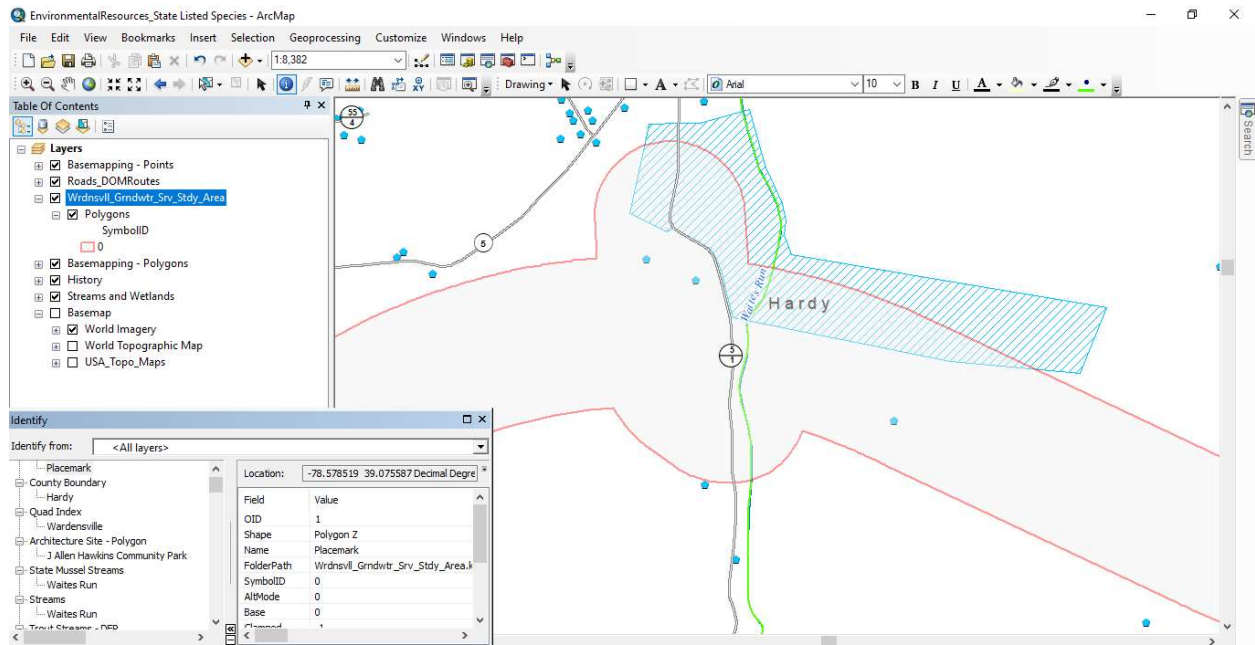 EnvironmentalResources_State Listed Species - ArcMap
File Edit View Bookmarks Insert Selection Geoprocessing Customize Windows Help
1:8,382
Drawing A Arial 10 B I U A
Table Of Contents
Layers
Basemapping - Points
Roads_DOMRoutes
Wrdnsvll_Grndwtr_Srv_Stdy_Area
Polygons
SymbolID
0
Basemapping - Polygons
History
Streams and Wetlands
Basemap
World Imagery
World Topographic Map
USA_Topo_Maps
55
4
5
Waites Run
Hardy
5
1
Search
Identify
Identify from: <All layers>
Placemark
County Boundary
Hardy
Quad Index
Wardensville
Architecture Site - Polygon
J Allen Hawkins Community Park
State Mussel Streams
Waites Run
Streams
Waites Run
Trout Streams - DEP
Location: -78.578519 39.075587 Decimal Degre
Field Value
OID 1
Shape Polygon Z
Name Placemark
FolderPath Wrdnsvll_Grndwtr_Srv_Stdy_Area.k
SymbolID 0
AltMode 0
Base 0
Clamped -1